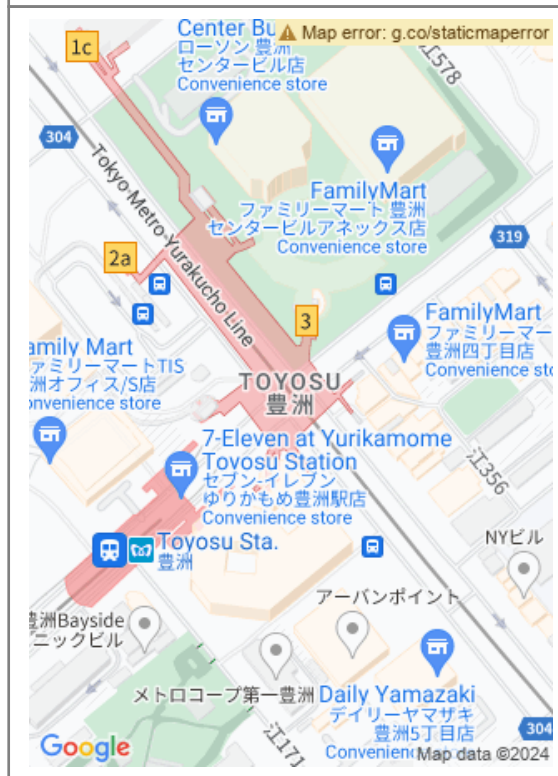 1c
Center Bu
Map error: g.co/staticmaperror
ローソン 豊洲
センタービル店
Convenience store
江578
304
Tokyo Metro Yurakucho Line
FamilyMart
ファミリーマート 豊洲
センタービルアネックス店
Convenience store
319
2a
3
FamilyMart
ファミリーマー
豊洲四丁目店
Convenience stc
amily Mart
ァミリーマートTIS
洲オフィス/S店
onvenience store
TOYOSU
豊洲
7-Eleven at Yurikamome
Toyosu Station
セブン-イレブン
ゆりかもめ豊洲駅店
Convenience store
江356
Toyosu Sta.
豊洲
NYビル
アーバンポイント
豊洲Bayside
ニックビル
メトロコープ第一豊洲
Daily Yamazaki
デイリーヤマザキ
豊洲5丁目店
江171
304
Google
Convenienc
Map data ©2024